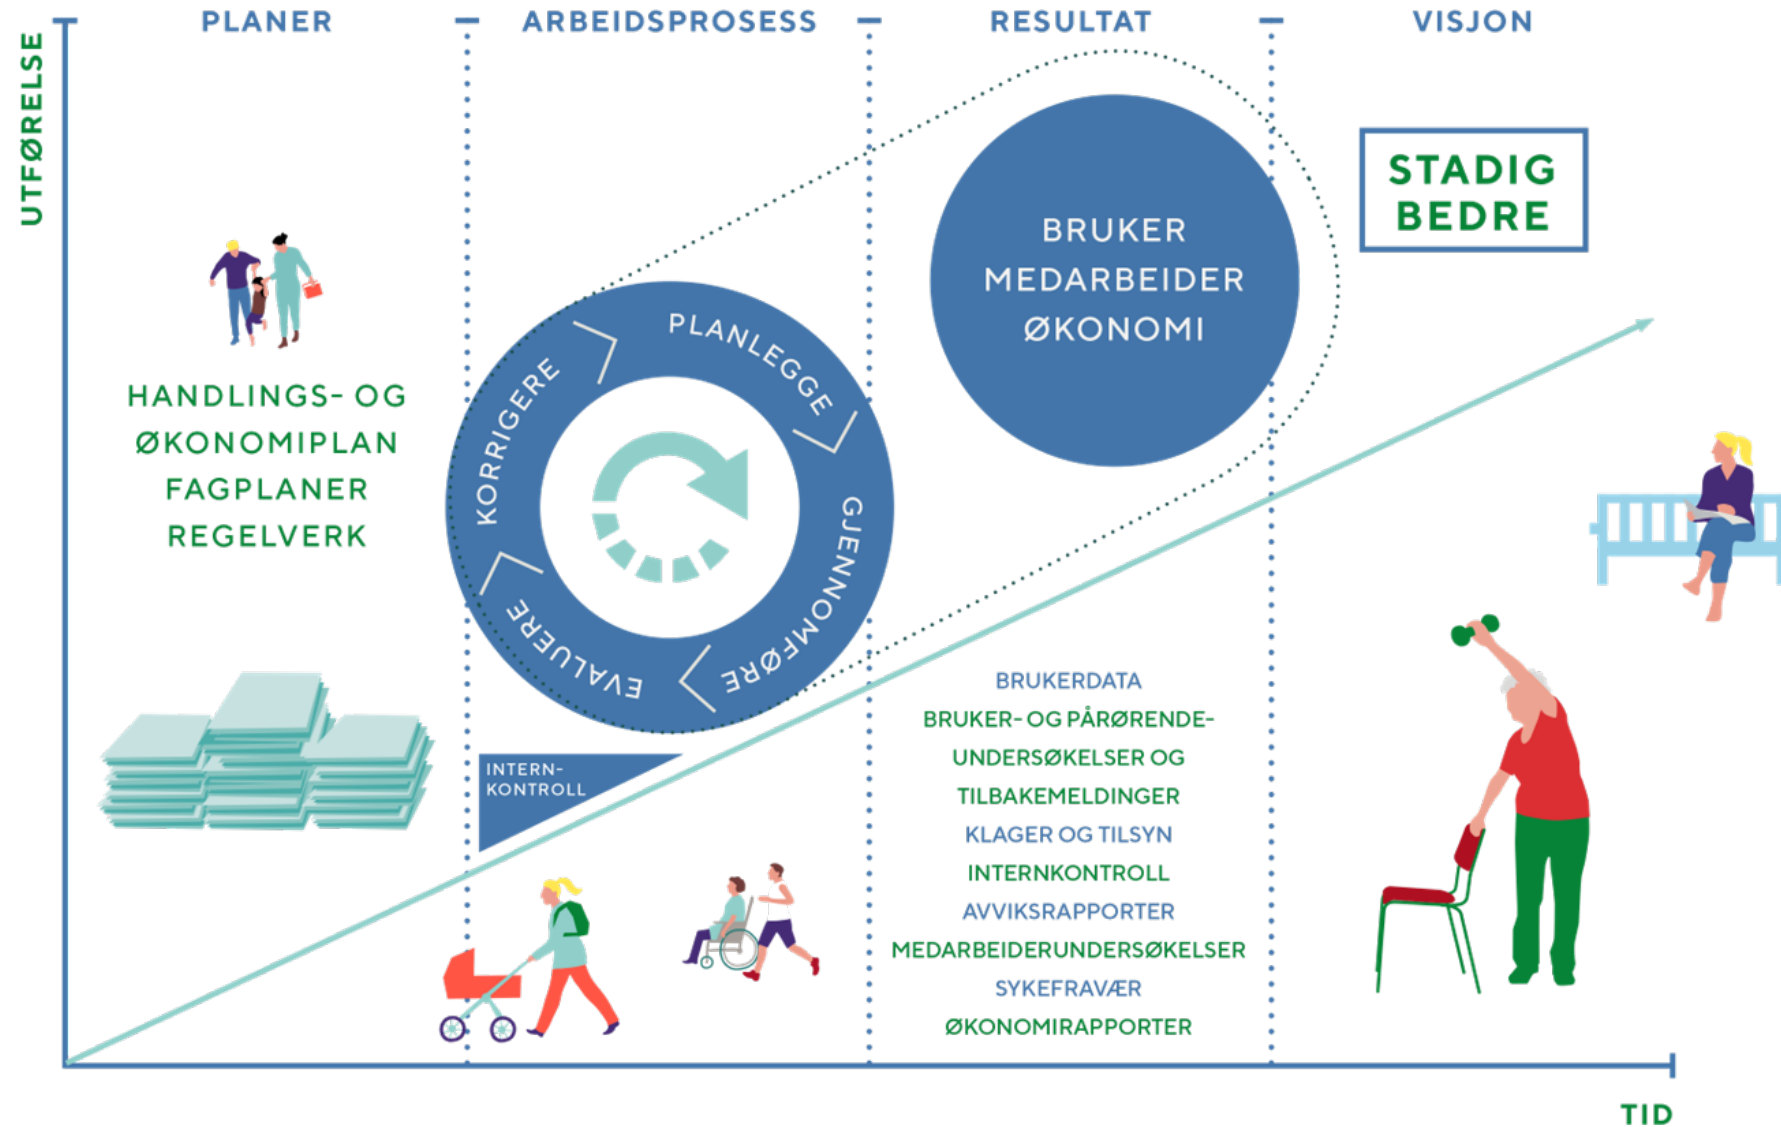 PLANER
ARBEIDSPROSESS
RESULTAT
VISJON
UTFØRELSE
HANDLINGS- OG
ØKONOMIPLAN
FAGPLANER
REGELVERK
PLANLEGGE
GJENNOMFØRE
EVALUERE
KORRIGERE
INTERN-
KONTROLL
BRUKER
MEDARBEIDER
ØKONOMI
BRUKERDATA
BRUKER- OG PÅRØRENDE-
UNDERSØKELSER OG
TILBAKEMELDINGER
KLAGER OG TILSYN
INTERNKONTROLL
AVVIKSRAPPORTER
MEDARBEIDERUNDERSØKELSER
SYKEFRAVÆR
ØKONOMIRAPPORTER
STADIG
BEDRE
TID